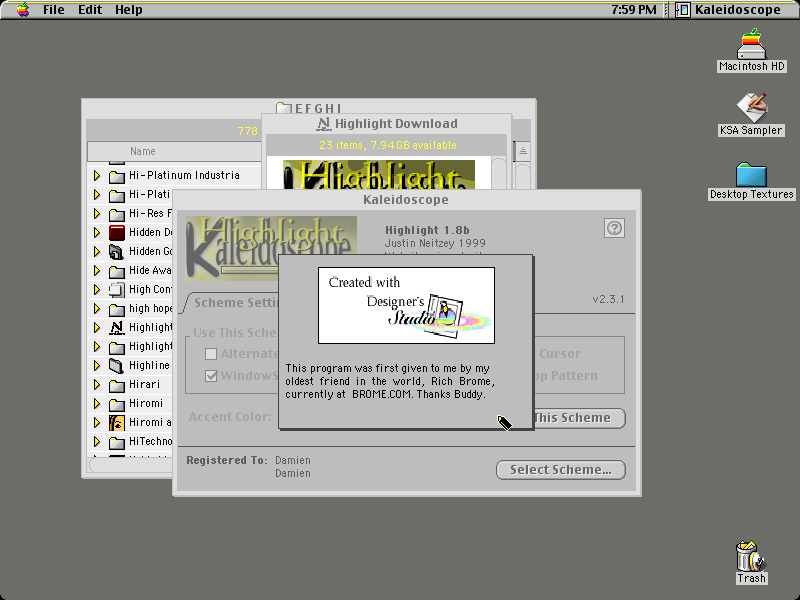 File Edit Help
7:59 PM
Kaleidoscope
Macintosh HD
KSA Sampler
Desktop Textures
Trash
E F G H I
778
Name
Hi-Platinum Industria
Hi-Plati
Hi-Res F
Hidden D
Hidden Go
Hide Awa
High Con
high hope
Highlight
Highlight
Highline
Hirari
Hiromi
Hiromi a
HiTechno
Highlight Download
23 items, 7.94 GB available
Highlight
Kaleidoscope
Highlight
Kaleidoscope
Highlight 1.8b
Justin Neitzey 1999
v2.3.1
Scheme Setti
Use This Sche
Alternate
WindowS
Cursor
op Pattern
Accent Color:
This Scheme
Registered To: Damien
Damien
Select Scheme...
Created with
Designer's
Studio
This program was first given to me by my
oldest friend in the world, Rich Brome,
currently at BROME.COM. Thanks Buddy.